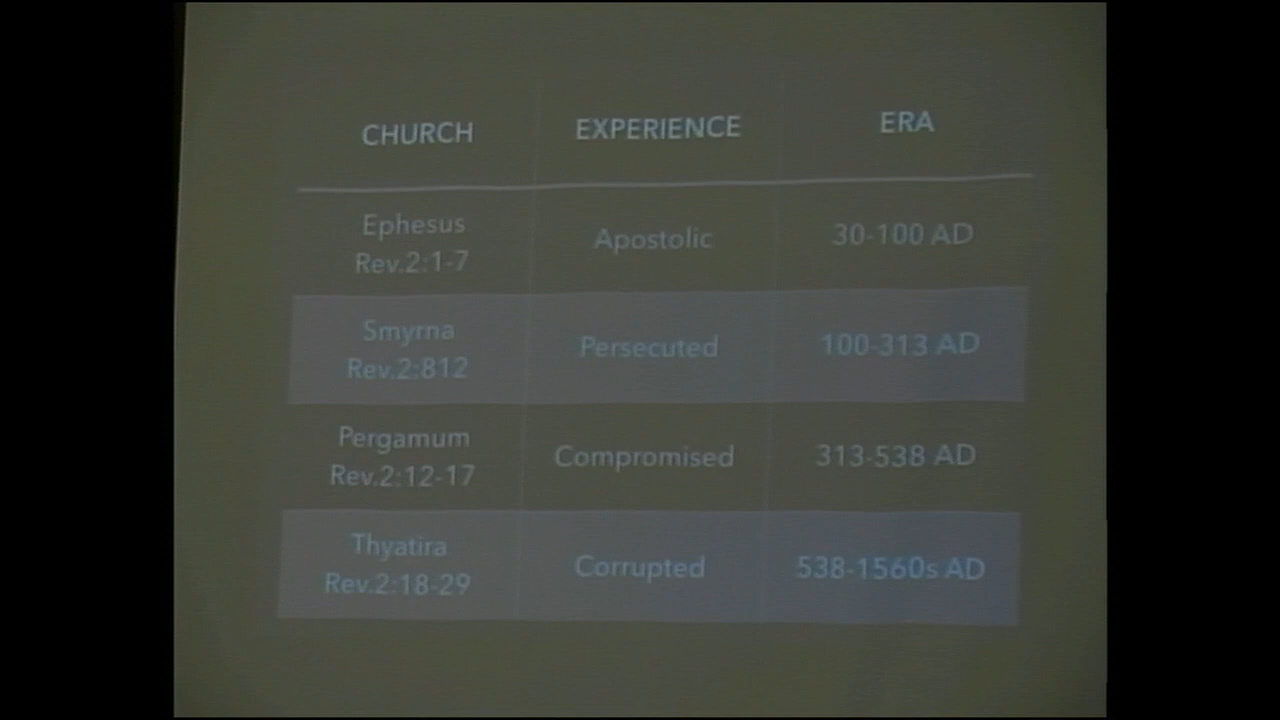 CHURCH EXPERIENCE ERA
Ephesus
Rev.2:1-7
Apostolic
30-100 AD
Smyrna
Rev.2:812
Persecuted
100-313 AD
Pergamum
Rev.2:12-17
Compromised
313-538 AD
Thyatira
Rev.2:18-29
Corrupted
538-1560s AD